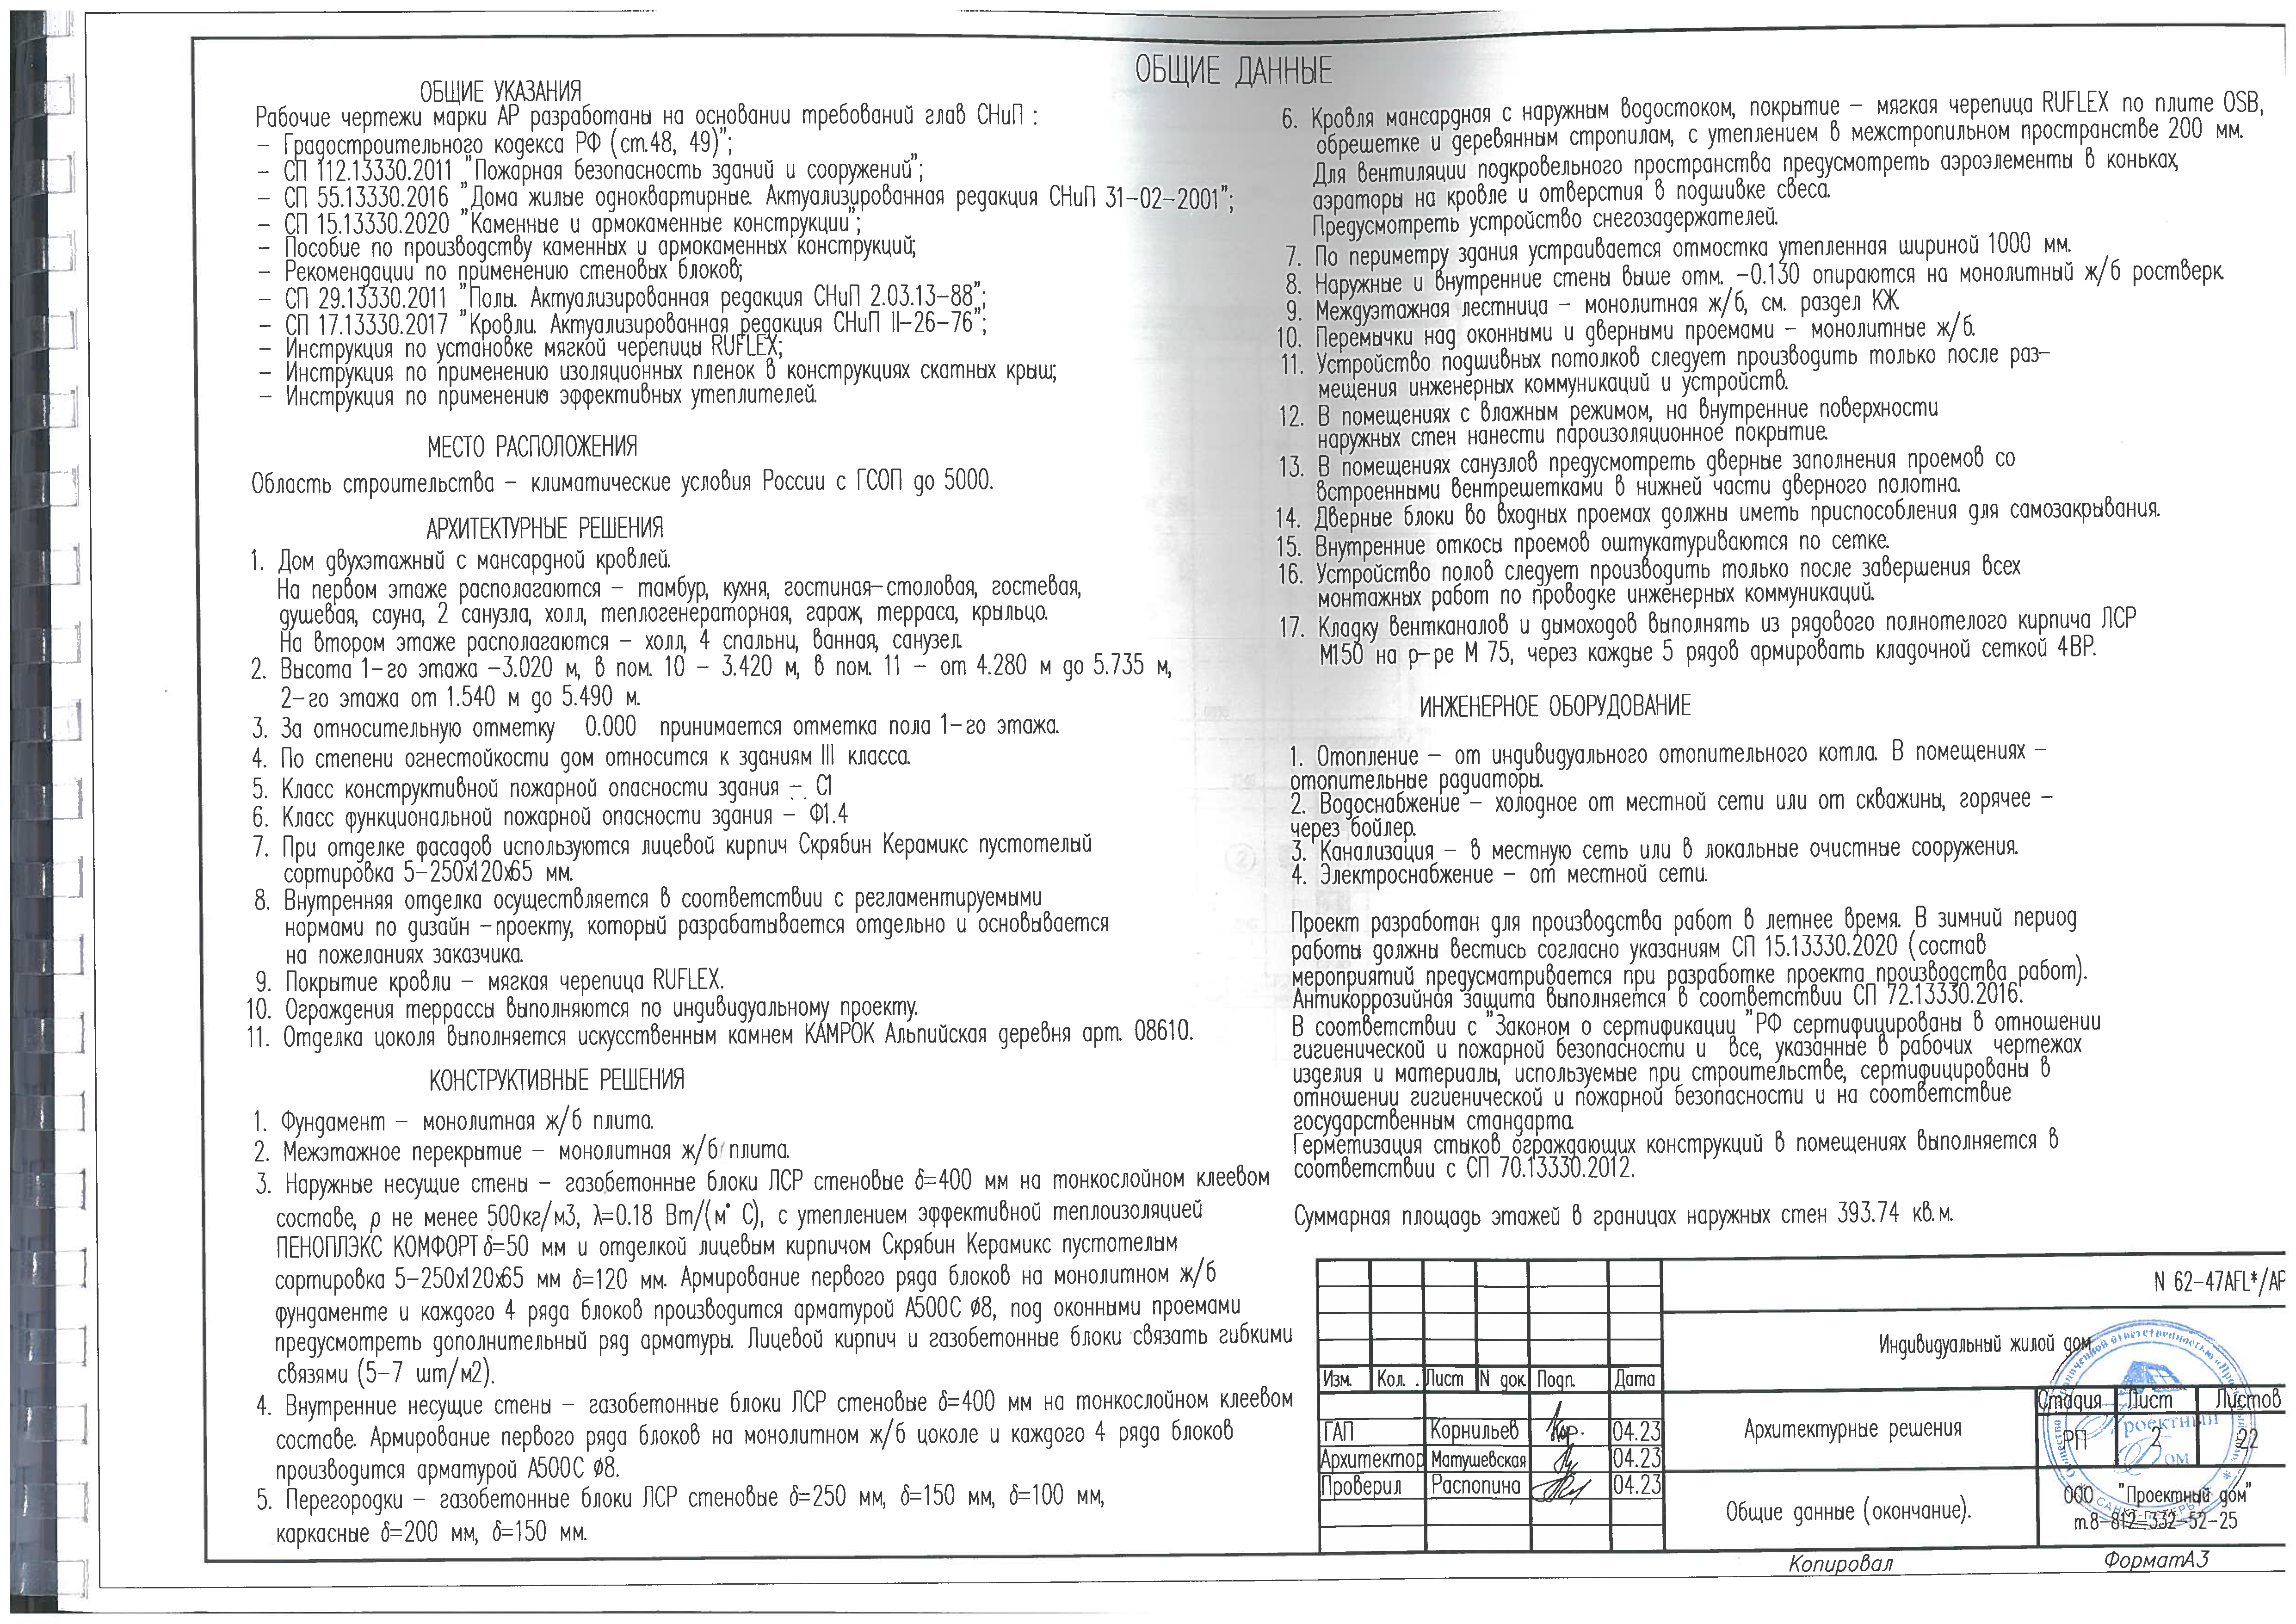 ОБЩИЕ ДАННЫЕ
ОБЩИЕ УКАЗАНИЯ
Рабочие чертежи марки АР разработаны на основании требований глав СНиП :
– Градостроительного кодекса РФ (ст.48, 49)";
– СП 112.13330.2011 "Пожарная безопасность зданий и сооружений";
– СП 55.13330.2016 "Дома жилые одноквартирные. Актуализированная редакция СНиП 31–02–2001";
– СП 15.13330.2020 "Каменные и армокаменные конструкции";
– Пособие по производству каменных и армокаменных конструкций;
– Рекомендации по применению стеновых блоков;
– СП 29.13330.2011 "Полы. Актуализированная редакция СНиП 2.03.13–88";
– СП 17.13330.2017 "Кровли. Актуализированная редакция СНиП II–26–76";
– Инструкция по установке мягкой черепицы RUFLEX;
– Инструкция по применению изоляционных пленок в конструкциях скатных крыш;
– Инструкция по применению эффективных утеплителей.
МЕСТО РАСПОЛОЖЕНИЯ
Область строительства – климатические условия России с ГСОП до 5000.
АРХИТЕКТУРНЫЕ РЕШЕНИЯ
1. Дом двухэтажный с мансардной кровлей.
На первом этаже располагаются – тамбур, кухня, гостиная–столовая, гостевая,
душевая, сауна, 2 санузла, холл, теплогенераторная, гараж, терраса, крыльцо.
На втором этаже располагаются – холл, 4 спальни, ванная, санузел.
2. Высота 1–го этажа –3.020 м, в пом. 10 – 3.420 м, в пом. 11 – от 4.280 м до 5.735 м,
2–го этажа от 1.540 м до 5.490 м.
3. За относительную отметку 0.000 принимается отметка пола 1–го этажа.
4. По степени огнестойкости дом относится к зданиям III класса.
5. Класс конструктивной пожарной опасности здания – С1
6. Класс функциональной пожарной опасности здания – Ф1.4
7. При отделке фасадов используются лицевой кирпич Скрябин Керамикс пустотелый
сортировка 5–250х120х65 мм.
8. Внутренняя отделка осуществляется в соответствии с регламентируемыми
нормами по дизайн –проекту, который разрабатывается отдельно и основывается
на пожеланиях заказчика.
9. Покрытие кровли – мягкая черепица RUFLEX.
10. Ограждения террассы выполняются по индивидуальному проекту.
11. Отделка цоколя выполняется искусственным камнем КАМРОК Альпийская деревня арт. 08610.
КОНСТРУКТИВНЫЕ РЕШЕНИЯ
1. Фундамент – монолитная ж/б плита.
2. Межэтажное перекрытие – монолитная ж/б плита.
3. Наружные несущие стены – газобетонные блоки ЛСР стеновые δ=400 мм на тонкослойном клеевом
составе, ρ не менее 500кг/м3, λ=0.18 Вт/(м° С), с утеплением эффективной теплоизоляцией
ПЕНОПЛЭКС КОМФОРТ δ=50 мм и отделкой лицевым кирпичом Скрябин Керамикс пустотелым
сортировка 5–250х120х65 мм δ=120 мм. Армирование первого ряда блоков на монолитном ж/б
фундаменте и каждого 4 ряда блоков производится арматурой А500С ø8, под оконными проемами
предусмотреть дополнительный ряд арматуры. Лицевой кирпич и газобетонные блоки связать гибкими
связями (5–7 шт/м2).
4. Внутренние несущие стены – газобетонные блоки ЛСР стеновые δ=400 мм на тонкослойном клеевом
составе. Армирование первого ряда блоков на монолитном ж/б цоколе и каждого 4 ряда блоков
производится арматурой А500С ø8.
5. Перегородки – газобетонные блоки ЛСР стеновые δ=250 мм, δ=150 мм, δ=100 мм,
каркасные δ=200 мм, δ=150 мм.
6. Кровля мансардная с наружным водостоком, покрытие – мягкая черепица RUFLEX по плите OSB,
обрешетке и деревянным стропилам, с утеплением в межстропильном пространстве 200 мм.
Для вентиляции подкровельного пространства предусмотреть аэроэлементы в коньках,
аэраторы на кровле и отверстия в подшивке свеса.
Предусмотреть устройство снегозадержателей.
7. По периметру здания устраивается отмостка утепленная шириной 1000 мм.
8. Наружные и внутренние стены выше отм. –0.130 опираются на монолитный ж/б ростверк.
9. Междуэтажная лестница – монолитная ж/б, см. раздел КЖ
10. Перемычки над оконными и дверными проемами – монолитные ж/б.
11. Устройство подшивных потолков следует производить только после раз–
мещения инженерных коммуникаций и устройств.
12. В помещениях с влажным режимом, на внутренние поверхности
наружных стен нанести пароизоляционное покрытие.
13. В помещениях санузлов предусмотреть дверные заполнения проемов со
встроенными вентрешетками в нижней части дверного полотна.
14. Дверные блоки во входных проемах должны иметь приспособления для самозакрывания.
15. Внутренние откосы проемов оштукатуриваются по сетке.
16. Устройство полов следует производить только после завершения всех
монтажных работ по проводке инженерных коммуникаций.
17. Кладку вентканалов и дымоходов выполнять из рядового полнотелого кирпича ЛСР
М150 на р–ре М 75, через каждые 5 рядов армировать кладочной сеткой 4ВР.
ИНЖЕНЕРНОЕ ОБОРУДОВАНИЕ
1. Отопление – от индивидуального отопительного котла. В помещениях –
отопительные радиаторы.
2. Водоснабжение – холодное от местной сети или от скважины, горячее –
через бойлер.
3. Канализация – в местную сеть или в локальные очистные сооружения.
4. Электроснабжение – от местной сети.
Проект разработан для производства работ в летнее время. В зимний период
работы должны вестись согласно указаниям СП 15.13330.2020 (состав
мероприятий предусматривается при разработке проекта производства работ).
Антикоррозийная защита выполняется в соответствии СП 72.13330.2016.
В соответствии с "Законом о сертификации "РФ сертифицированы в отношении
гигиенической и пожарной безопасности и все, указанные в рабочих чертежах
изделия и материалы, используемые при строительстве, сертифицированы в
отношении гигиенической и пожарной безопасности и на соответствие
государственным стандарта.
Герметизация стыков ограждающих конструкций в помещениях выполняется в
соответствии с СП 70.13330.2012.
Суммарная площадь этажей в границах наружных стен 393.74 кв.м.
N 62–47AFL*/АР
Индивидуальный жилой дом
Изм. Кол. . Лист N док Подп. Дата
Стадия Лист Листов
ГАП Корнильев 04.23
Архитектурные решения
РП 2 22
Архитектор Матушевская 04.23
Проверил Распопина 04.23
Общие данные (окончание).
ООО "Проектный дом"
т.8–812–332–52–25
Проектный Дом
Копировал
ФорматА3